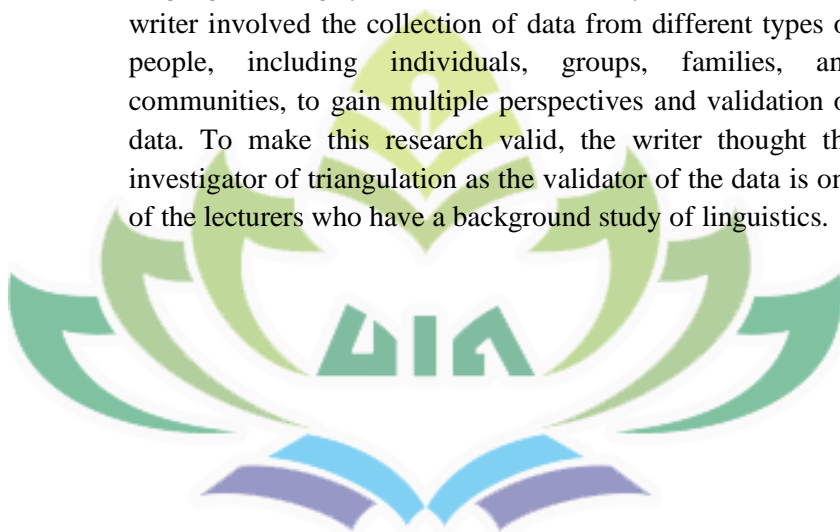 writer involved the collection of data from different types o
people, including individuals, groups, families, an
communities, to gain multiple perspectives and validation o
data. To make this research valid, the writer thought th
investigator of triangulation as the validator of the data is on
of the lecturers who have a background study of linguistics.
UIN